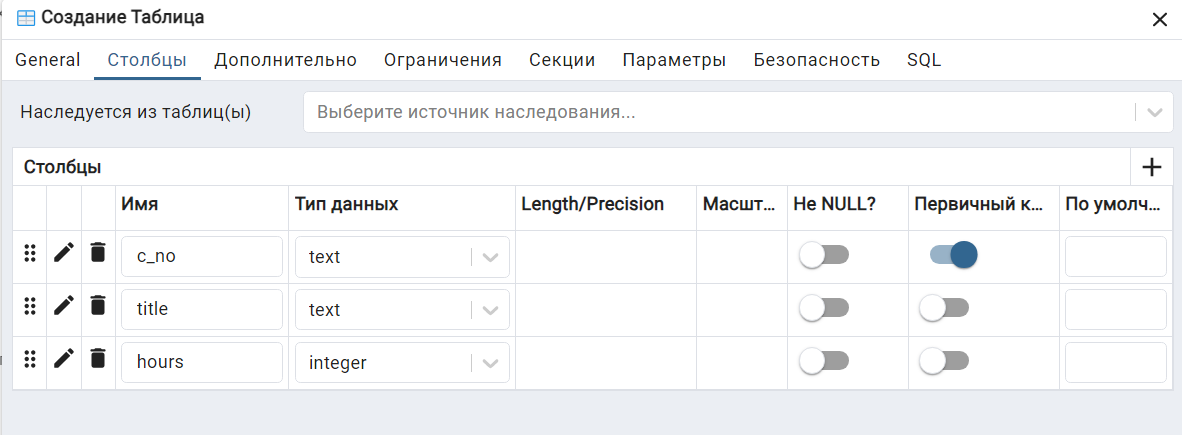 Создание Таблица
General Столбцы Дополнительно Ограничения Секции Параметры Безопасность SQL
Наследуется из таблиц(ы) Выберите источник наследования...
Столбцы
Имя Тип данных Length/Precision Масшт... Не NULL? Первичный к... По умолч...
c_no text
title text
hours integer